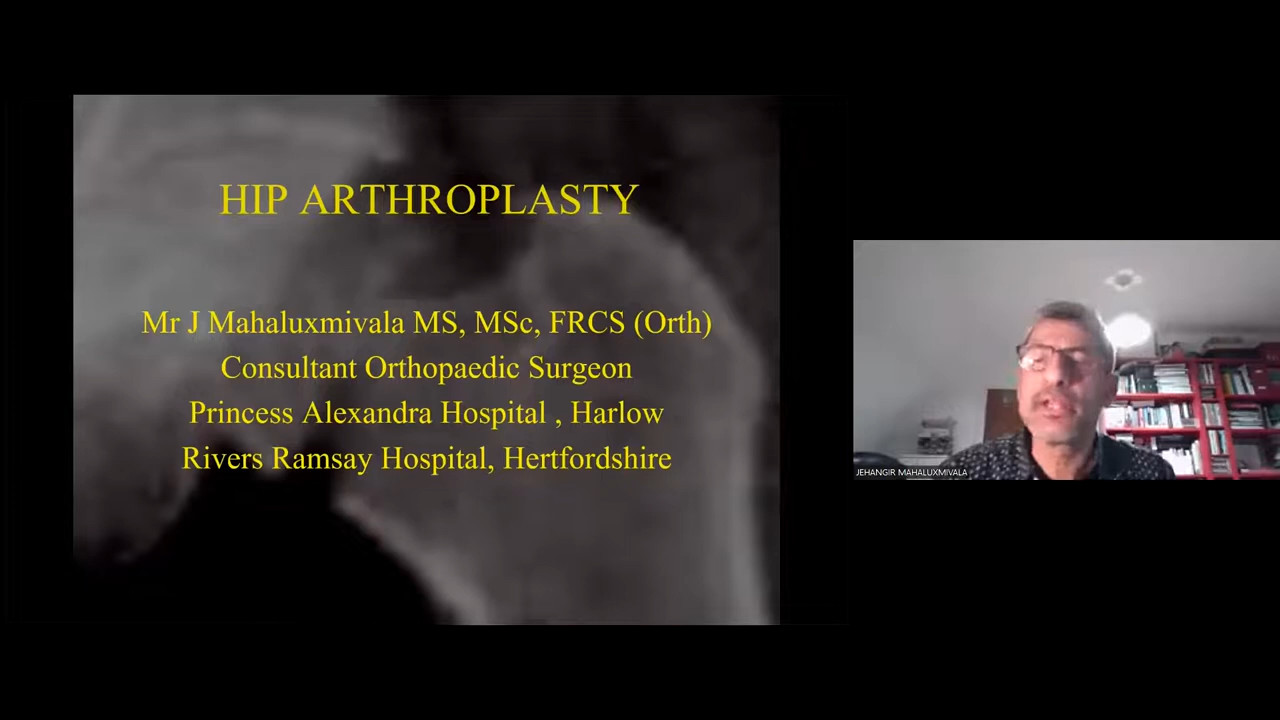 HIP ARTHROPLASTY
Mr J Mahaluxmivala MS, MSc, FRCS (Orth)
Consultant Orthopaedic Surgeon
Princess Alexandra Hospital , Harlow
Rivers Ramsay Hospital, Hertfordshire
JEHANGIR MAHALUXMIVALA